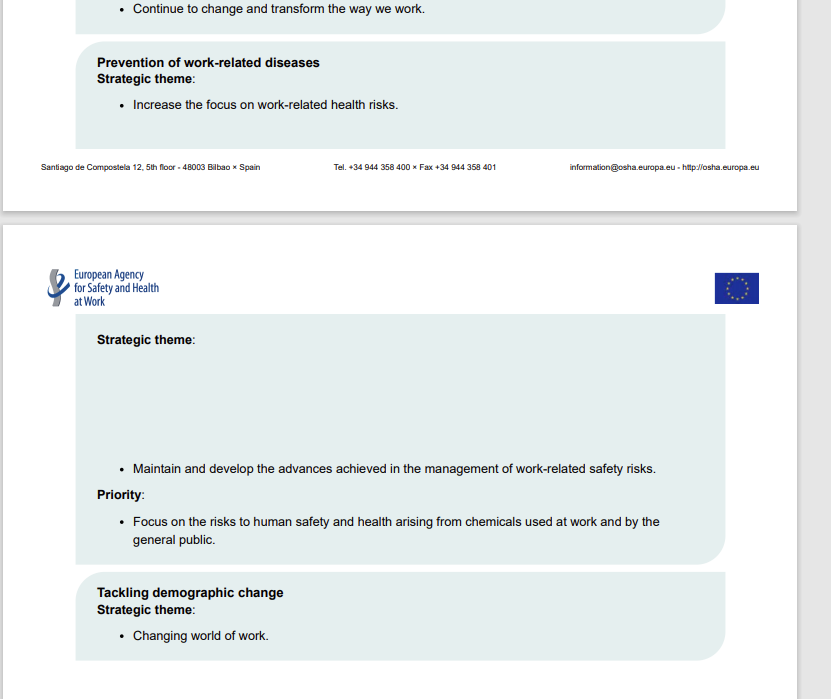 • Continue to change and transform the way we work.
Prevention of work-related diseases
Strategic theme:
• Increase the focus on work-related health risks.
Santiago de Compostela 12, 5th floor - 48003 Bilbao × Spain
Tel. +34 944 358 400 × Fax +34 944 358 401
information@osha.europa.eu - http://osha.europa.eu
European Agency
for Safety and Health
at Work
Strategic theme:
• Maintain and develop the advances achieved in the management of work-related safety risks.
Priority:
• Focus on the risks to human safety and health arising from chemicals used at work and by the
general public.
Tackling demographic change
Strategic theme:
• Changing world of work.